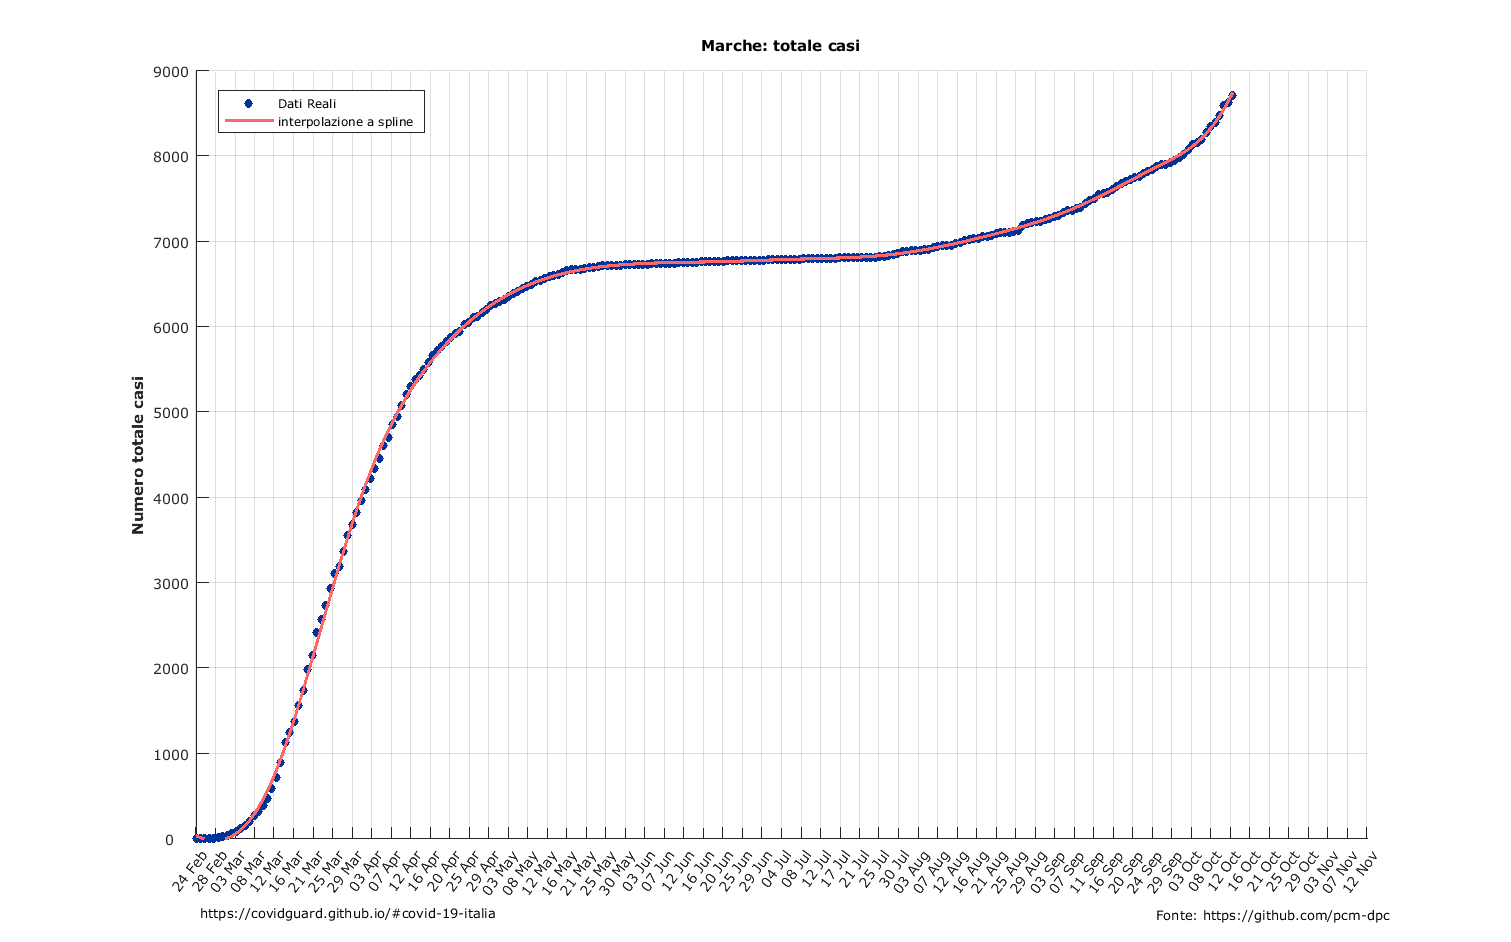 Marche: totale casi
9000
8000
7000
6000
5000
4000
3000
2000
1000
0
Numero totale casi
Dati Reali
interpolazione a spline
24 Feb
28 Feb
03 Mar
08 Mar
12 Mar
16 Mar
21 Mar
25 Mar
29 Mar
03 Apr
07 Apr
12 Apr
16 Apr
20 Apr
25 Apr
29 Apr
03 May
08 May
12 May
16 May
21 May
25 May
30 May
03 Jun
07 Jun
12 Jun
16 Jun
20 Jun
25 Jun
29 Jun
04 Jul
08 Jul
12 Jul
17 Jul
21 Jul
25 Jul
30 Jul
03 Aug
07 Aug
12 Aug
16 Aug
21 Aug
25 Aug
29 Aug
03 Sep
07 Sep
11 Sep
16 Sep
20 Sep
24 Sep
29 Sep
03 Oct
08 Oct
12 Oct
16 Oct
21 Oct
25 Oct
29 Oct
03 Nov
07 Nov
12 Nov
https://covidguard.github.io/#covid-19-italia
Fonte: https://github.com/pcm-dpc